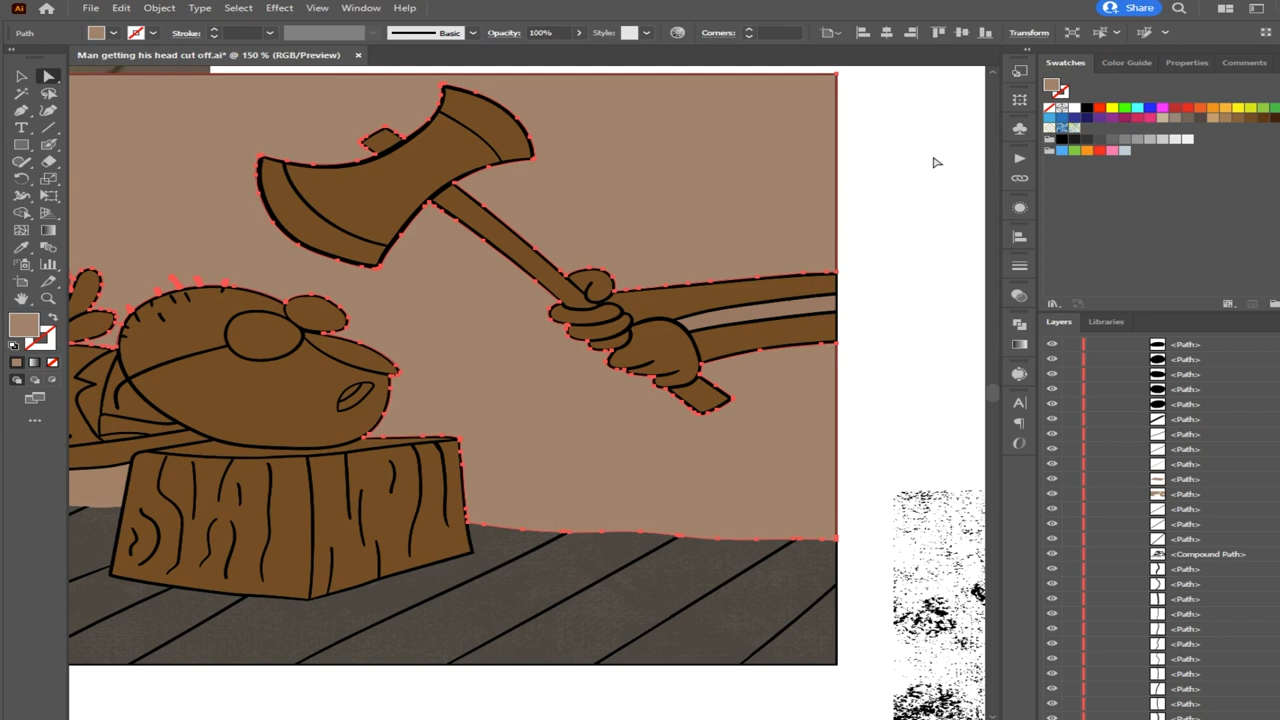 Ai File Edit Object Type Select Effect View Window Help Share
Path Stroke: Basic Opacity: 100% Style: Corners: Transform
Man getting his head cut off.ai* @ 150 % (RGB/Preview) ×
Swatches Color Guide Properties Comments
Layers Libraries
<Path>
<Path>
<Path>
<Path>
<Path>
<Path>
<Path>
<Path>
<Path>
<Path>
<Path>
<Path>
<Path>
<Path>
<Compound Path>
<Path>
<Path>
<Path>
<Path>
<Path>
<Path>
<Path>
<Path>
<Path>
<Path>